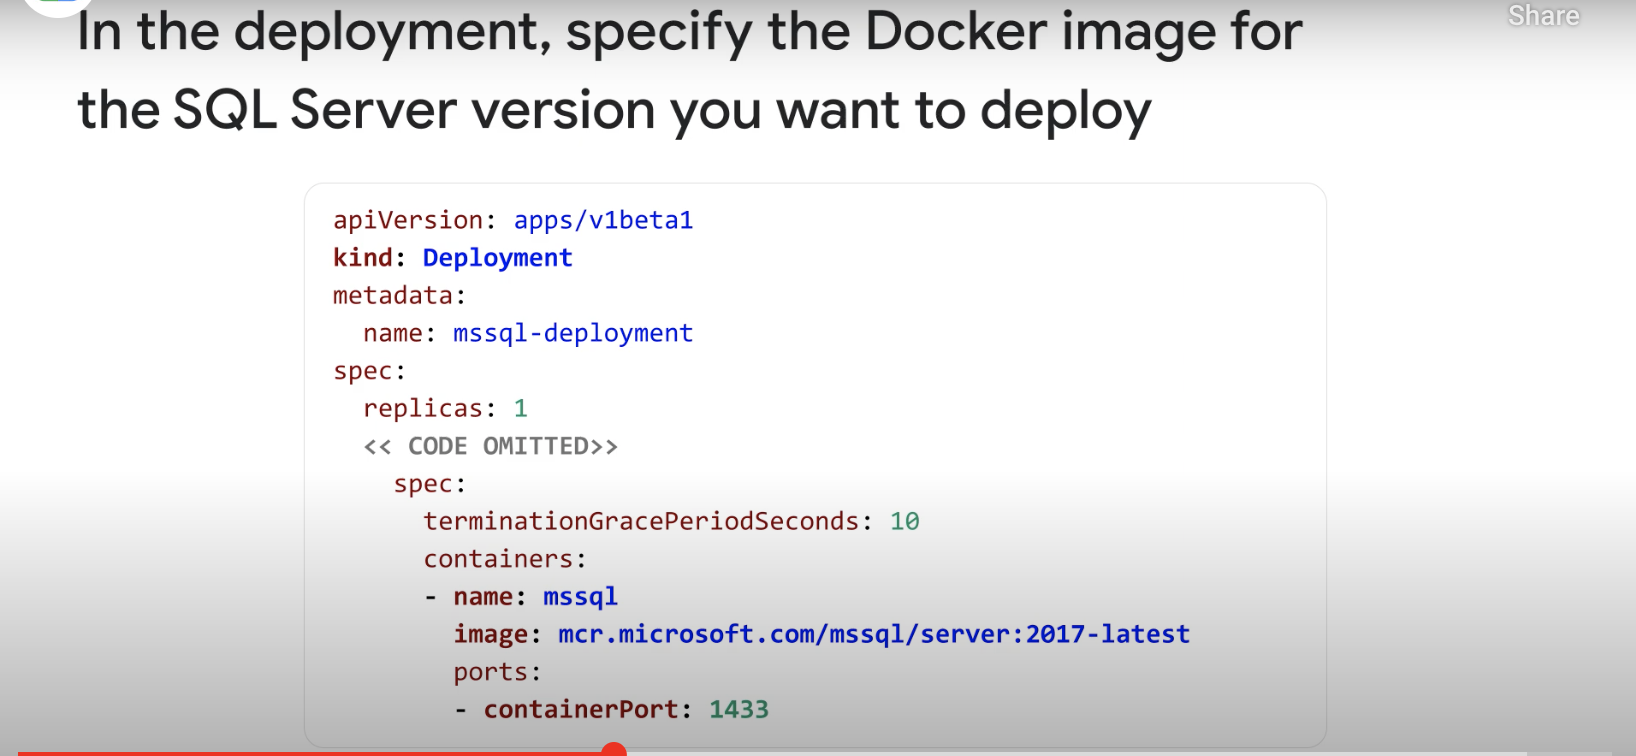 In the deployment, specify the Docker image for
Share
the SQL Server version you want to deploy
apiVersion: apps/v1beta1
kind: Deployment
metadata:
  name: mssql-deployment
spec:
  replicas: 1
  << CODE OMITTED>>
    spec:
      terminationGracePeriodSeconds: 10
      containers:
      - name: mssql
        image: mcr.microsoft.com/mssql/server:2017-latest
        ports:
        - containerPort: 1433